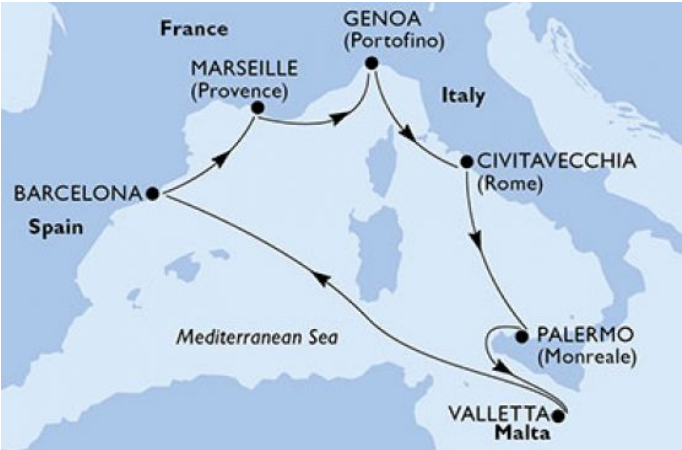 GENOA
(Portofino)
France
MARSEILLE
(Provence)
Italy
CIVITAVECCHIA
(Rome)
BARCELONA
Spain
Mediterranean Sea
PALERMO
(Monreale)
VALLETTA
Malta